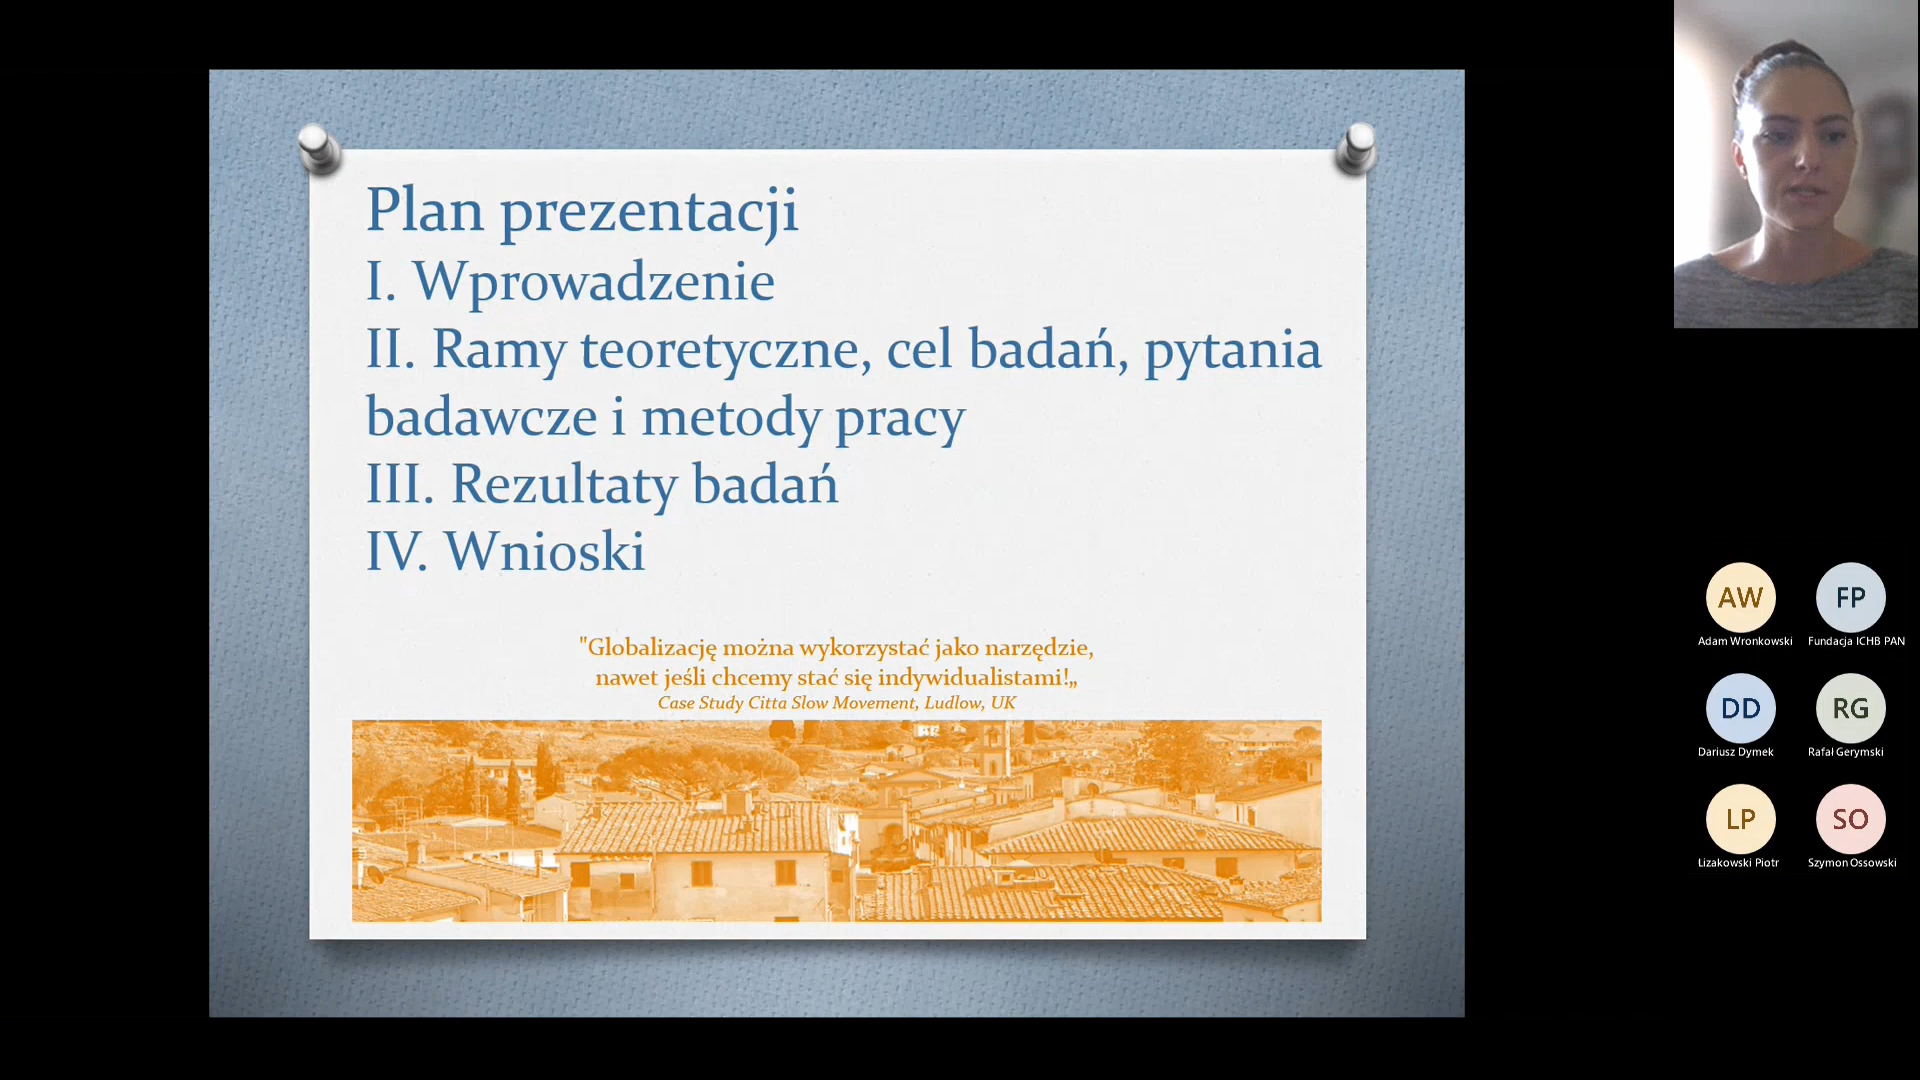 Plan prezentacji
I. Wprowadzenie
II. Ramy teoretyczne, cel badań, pytania
badawcze i metody pracy
III. Rezultaty badań
IV. Wnioski
"Globalizację można wykorzystać jako narzędzie,
nawet jeśli chcemy stać się indywidualistami!„
Case Study Citta Slow Movement, Ludlow, UK
AW
Adam Wronkowski
FP
Fundacja ICHB PAN
DD
Dariusz Dymek
RG
Rafał Gerymski
LP
Lizakowski Piotr
SO
Szymon Ossowski